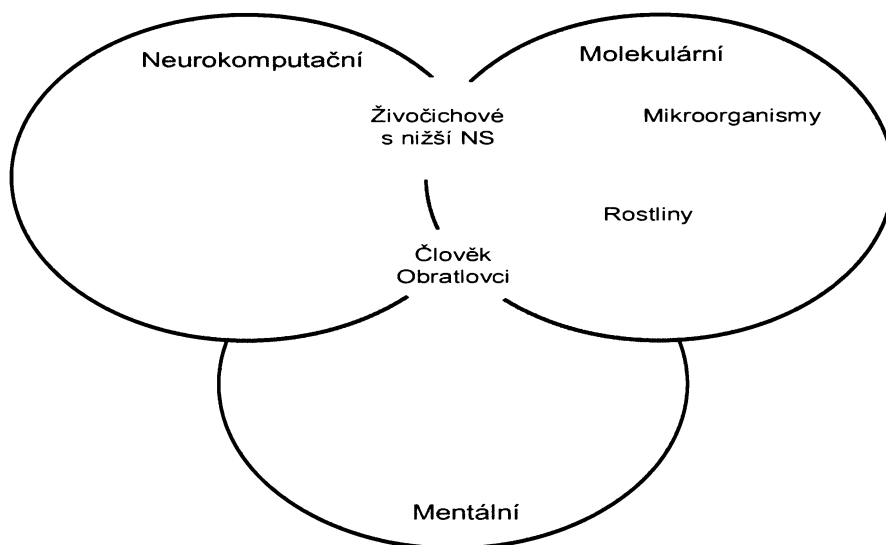 Neurokomputační
Molekulární
Živočichové
s nižší NS
Mikroorganismy
Rostliny
Člověk
Obratlovci
Mentální